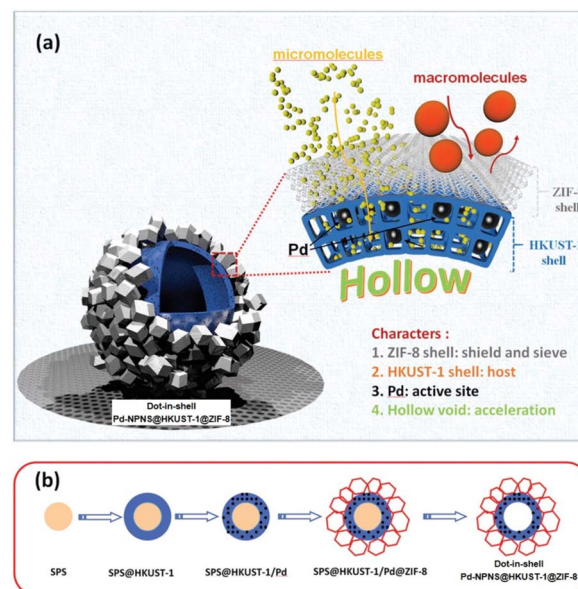 (a)
micromolecules
macromolecules
ZIF-
shell
HKUST-
shell
Pd
Hollow
Characters :
1. ZIF-8 shell: shield and sieve
2. HKUST-1 shell: host
3. Pd: active site
4. Hollow void: acceleration
Dot-in-shell
Pd-NPNS@HKUST-1@ZIF-8
(b)
SPS
SPS@HKUST-1
SPS@HKUST-1/Pd
SPS@HKUST-1/Pd@ZIF-8
Dot-in-shell
Pd-NPNS@HKUST-1@ZIF-8